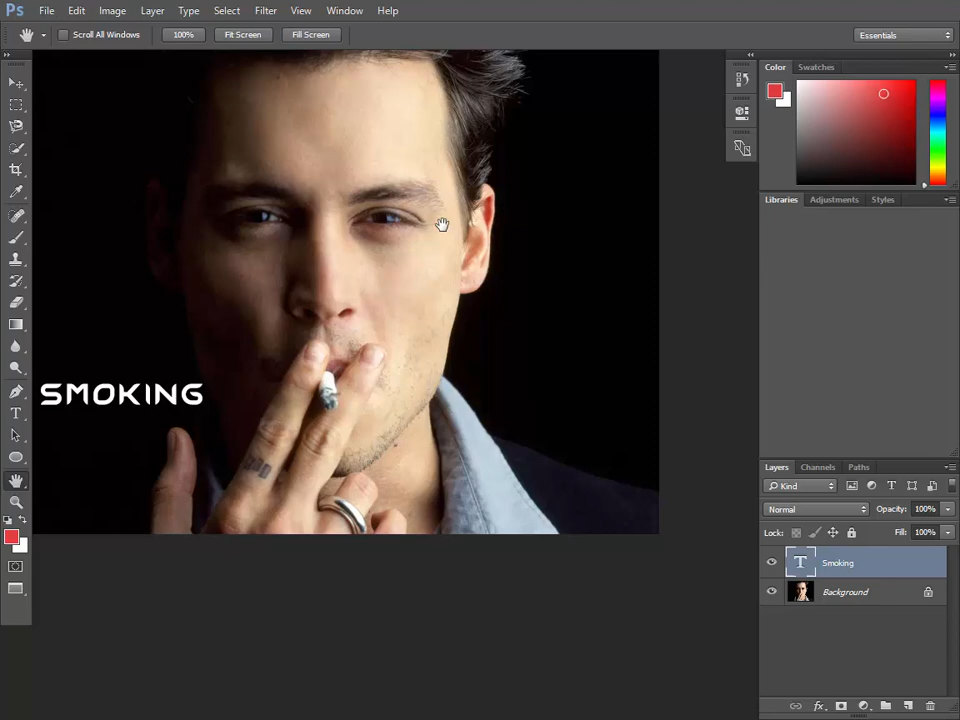 Ps File Edit Image Layer Type Select Filter View Window Help
Scroll All Windows 100% Fit Screen Fill Screen Essentials
Color Swatches
Libraries Adjustments Styles
SMOKING
Layers Channels Paths
Kind T
Normal Opacity: 100%
Lock: Fill: 100%
T Smoking
Background
fx